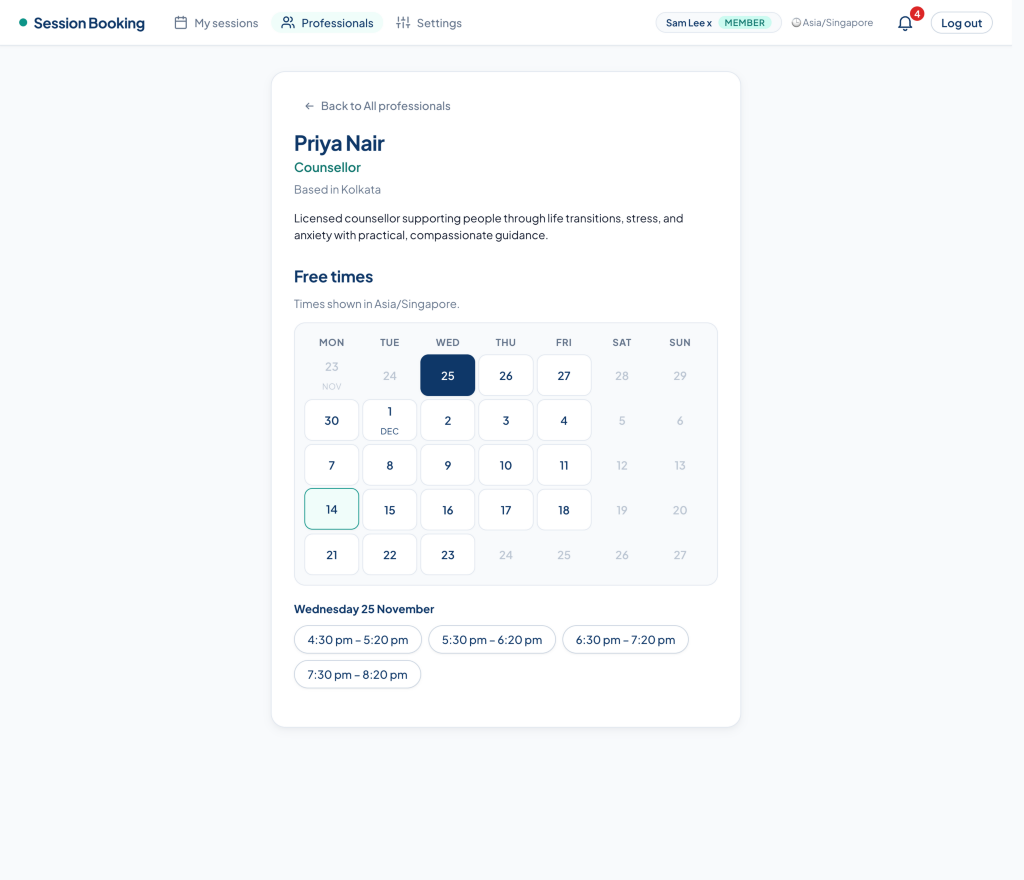 Session Booking
My sessions
Professionals
Settings
Sam Lee x MEMBER
Asia/Singapore
4
Log out
← Back to All professionals
Priya Nair
Counsellor
Based in Kolkata
Licensed counsellor supporting people through life transitions, stress, and
anxiety with practical, compassionate guidance.
Free times
Times shown in Asia/Singapore.
MON TUE WED THU FRI SAT SUN
23 NOV 24 25 26 27 28 29
30 1 DEC 2 3 4 5 6
7 8 9 10 11 12 13
14 15 16 17 18 19 20
21 22 23 24 25 26 27
Wednesday 25 November
4:30 pm – 5:20 pm 5:30 pm – 6:20 pm 6:30 pm – 7:20 pm
7:30 pm – 8:20 pm